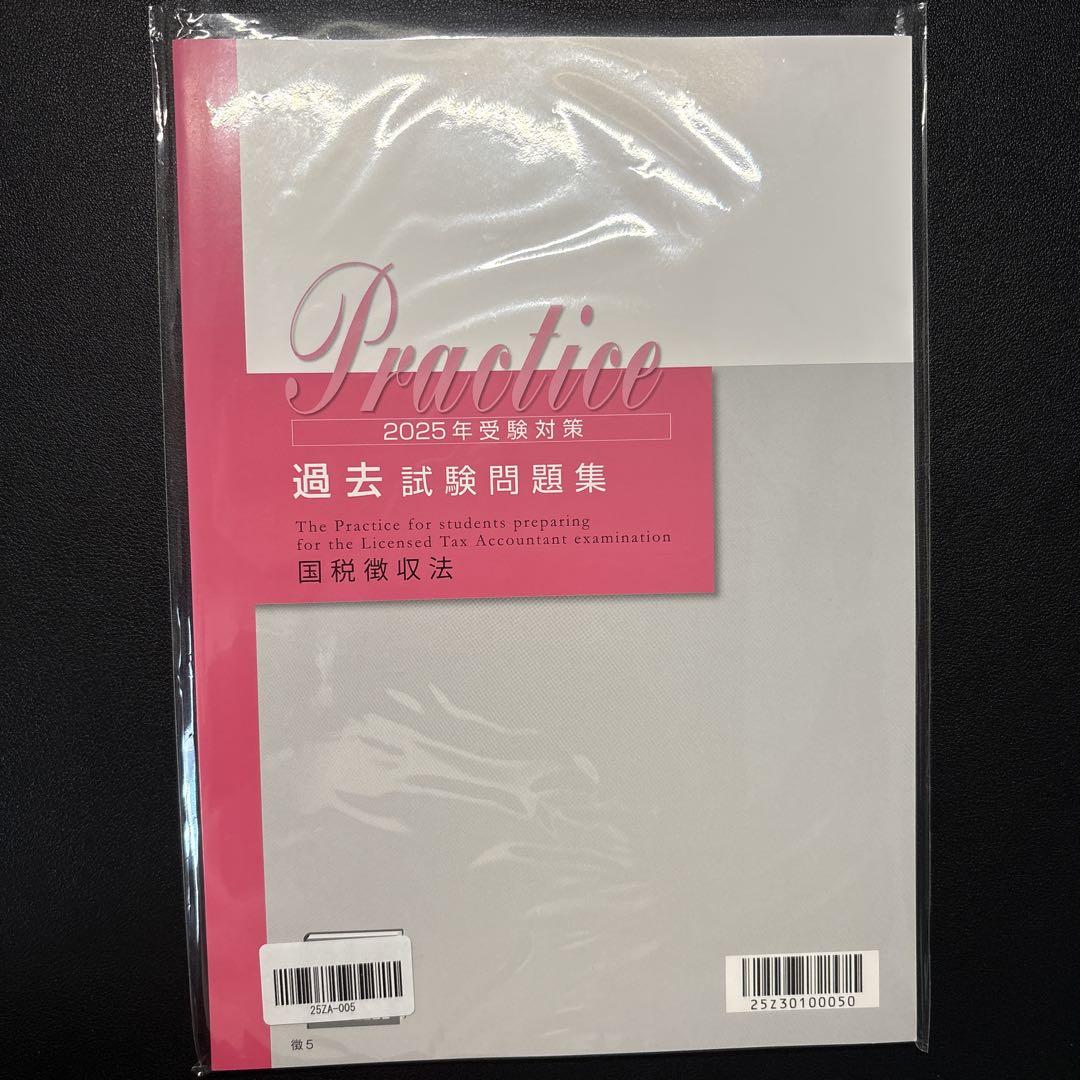 Practice
2025年受験対策
過去試験問題集
The Practice for students preparing
for the Licensed Tax Accountant examination
国税徴収法
25ZA-005
25Z30100050
徴5